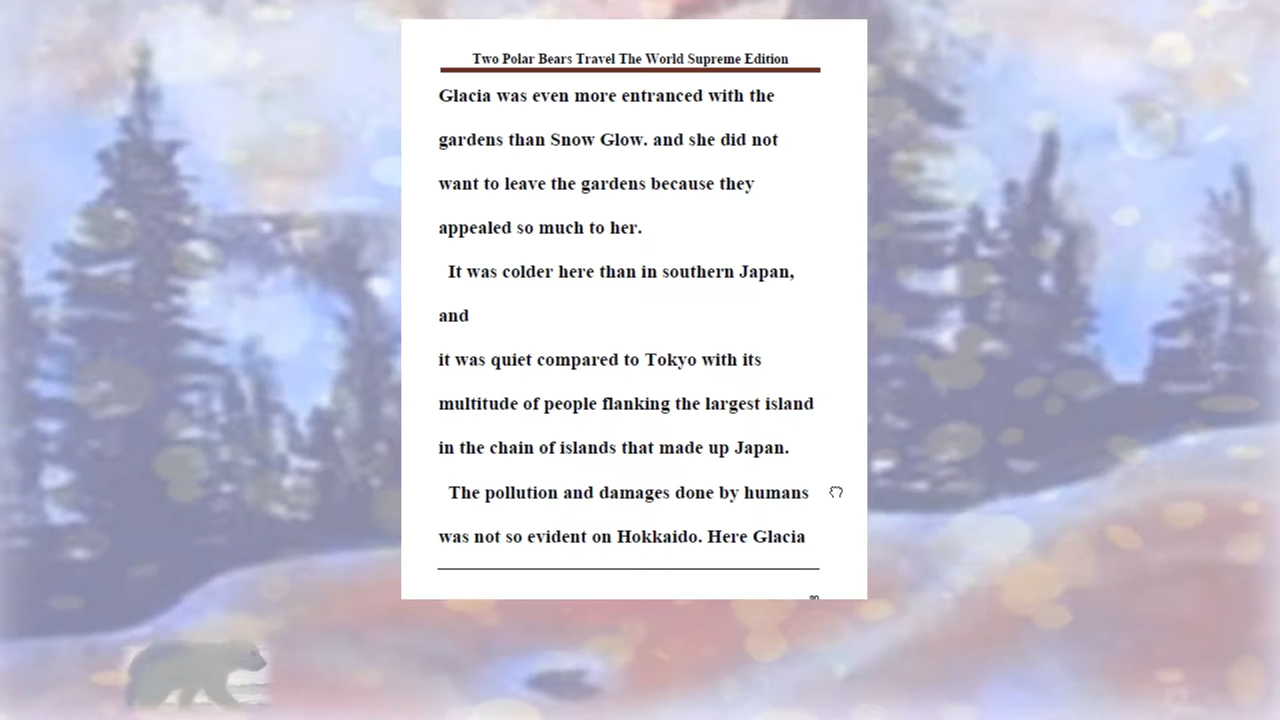 Two Polar Bears Travel The World Supreme Edition
Glacia was even more entranced with the
gardens than Snow Glow. and she did not
want to leave the gardens because they
appealed so much to her.
It was colder here than in southern Japan,
and
it was quiet compared to Tokyo with its
multitude of people flanking the largest island
in the chain of islands that made up Japan.
The pollution and damages done by humans
was not so evident on Hokkaido. Here Glacia